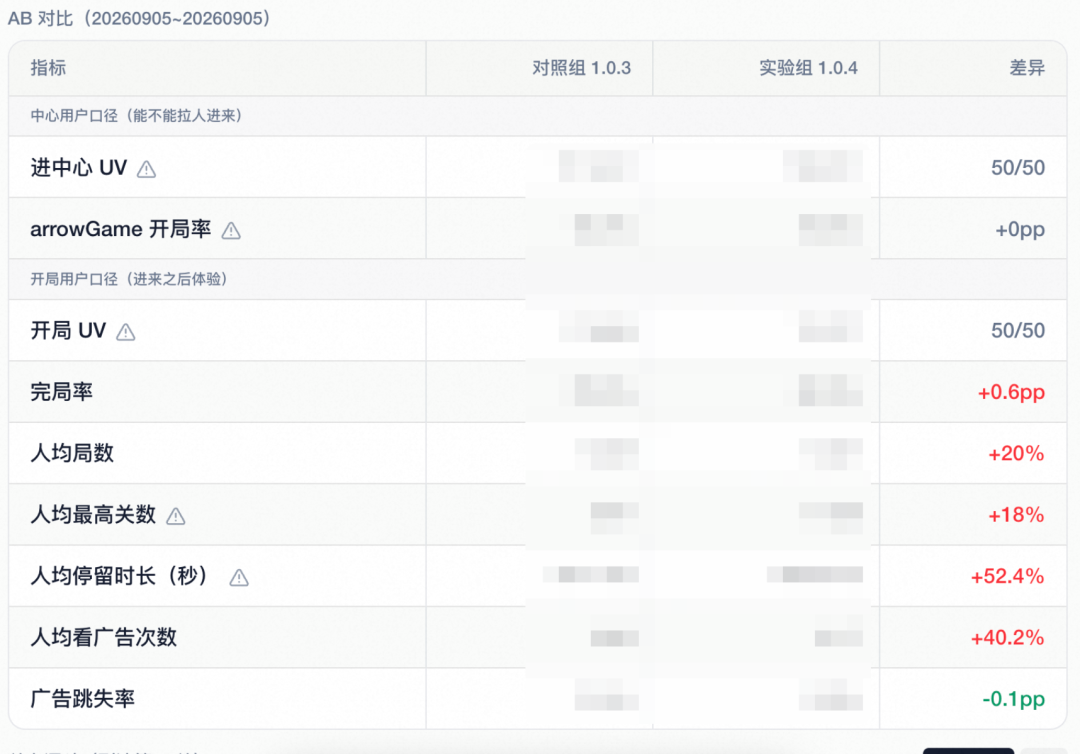 AB 对比（20260905~20260905）
指标 对照组 1.0.3 实验组 1.0.4 差异
中心用户口径（能不能拉人进来）
进中心 UV 50/50
arrowGame 开局率 +0pp
开局用户口径（进来之后体验）
开局 UV 50/50
完局率 +0.6pp
人均局数 +20%
人均最高关数 +18%
人均停留时长（秒） +52.4%
人均看广告次数 +40.2%
广告跳失率 -0.1pp